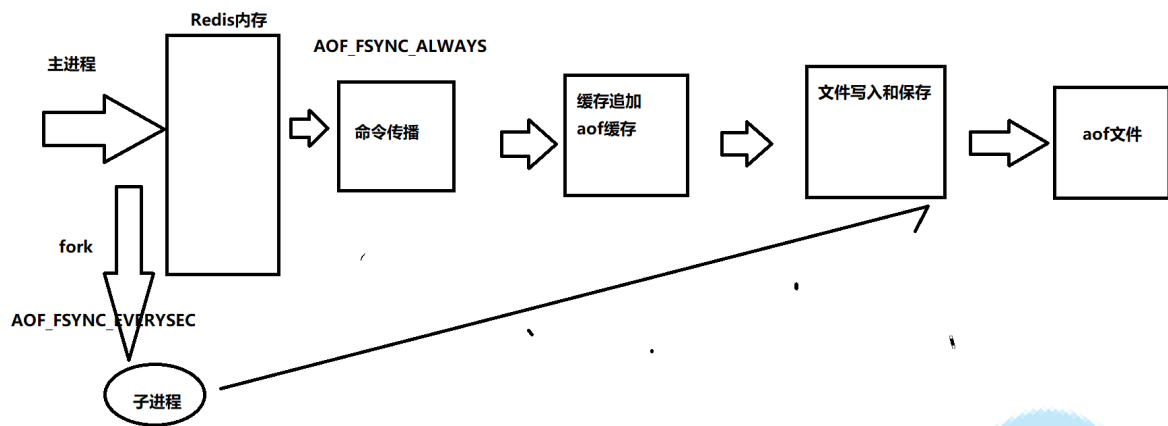 Redis内存
AOF_FSYNC_ALWAYS
主进程
命令传播
缓存追加
aof缓存
文件写入和保存
aof文件
fork
AOF_FSYNC_EVERYSEC
子进程